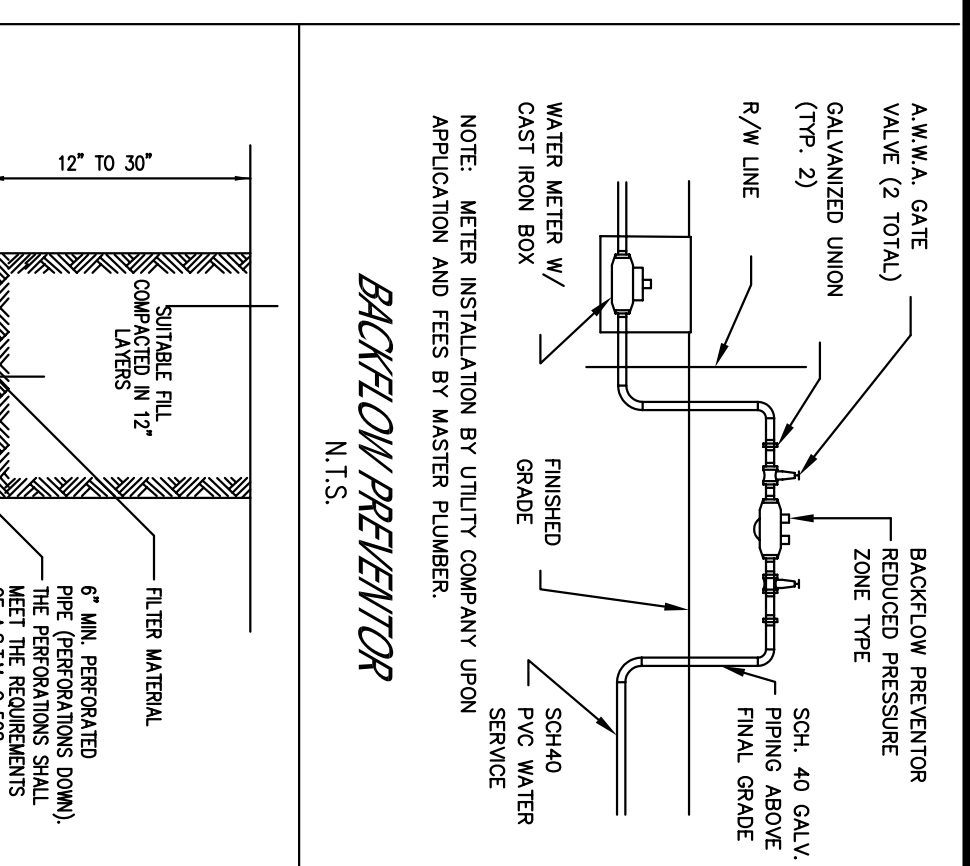 A.W.W.A. GATE
VALVE (2 TOTAL)
GALVANIZED UNION
(TYP. 2)
R/W LINE
BACKFLOW PREVENTOR
REDUCED PRESSURE
ZONE TYPE
SCH. 40 GALV.
PIPING ABOVE
FINAL GRADE
WATER METER W/
CAST IRON BOX
FINISHED
GRADE
SCH40
PVC WATER
SERVICE
NOTE: METER INSTALLATION BY UTILITY COMPANY UPON
APPLICATION AND FEES BY MASTER PLUMBER.
BACKFLOW PREVENTOR
N.T.S.
12" TO 30"
SUITABLE FILL
COMPACTED IN 12"
LAYERS
FILTER MATERIAL
6" MIN. PERFORATED
PIPE (PERFORATIONS DOWN).
THE PERFORATIONS SHALL
MEET THE REQUIREMENTS